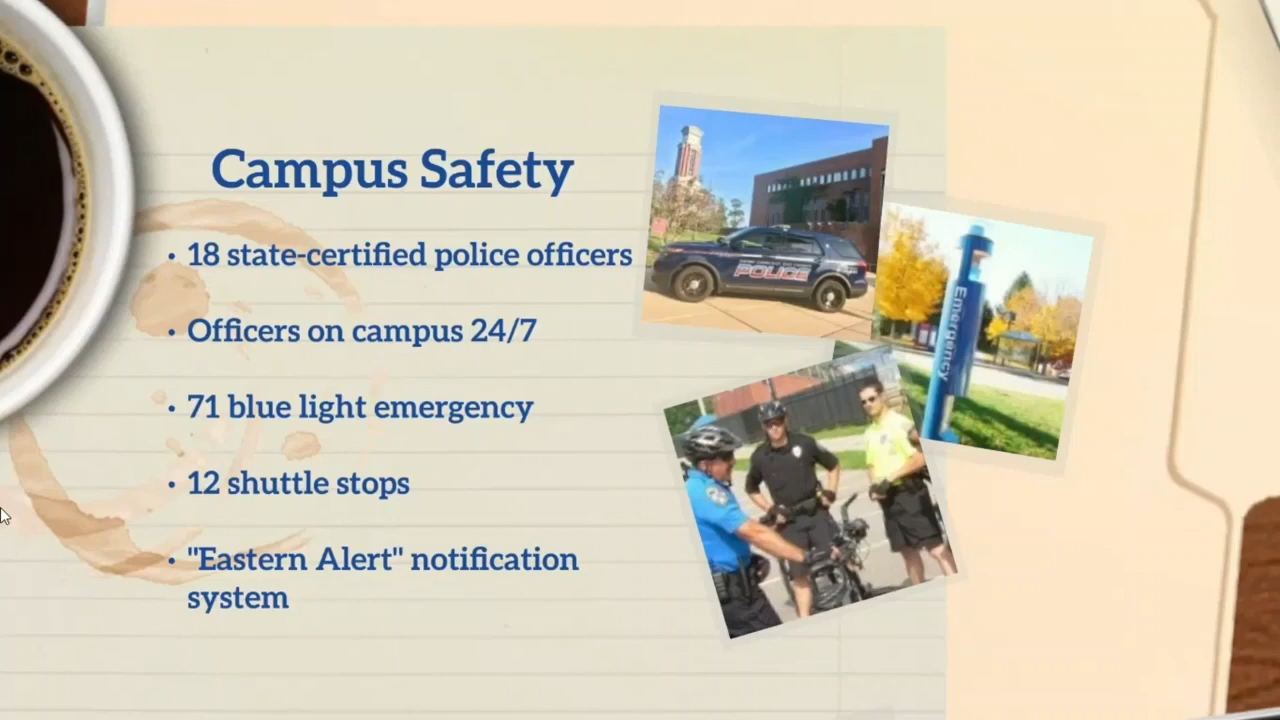 Campus Safety
• 18 state-certified police officers
• Officers on campus 24/7
• 71 blue light emergency
• 12 shuttle stops
• "Eastern Alert" notification
system
POLICE
Emergency